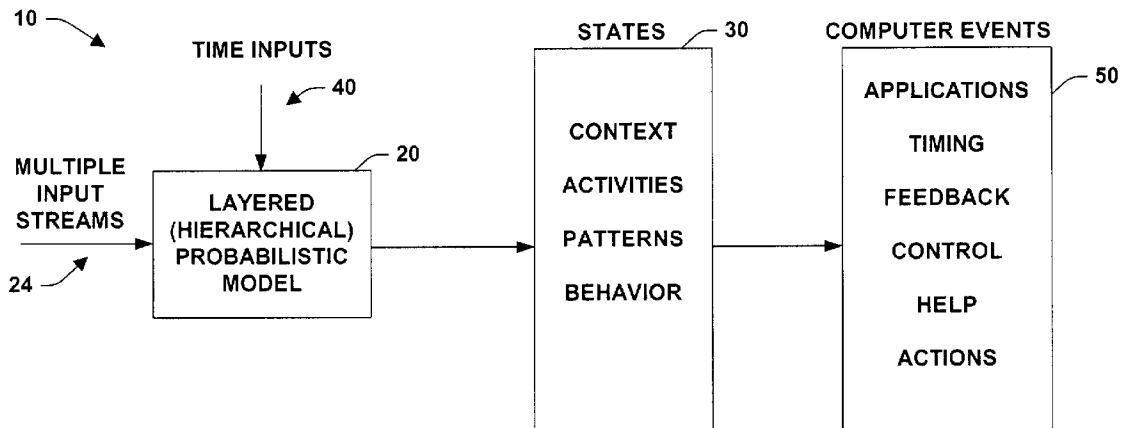 10
TIME INPUTS
40
MULTIPLE
INPUT
STREAMS
24
20
LAYERED
(HIERARCHICAL)
PROBABILISTIC
MODEL
STATES
30
CONTEXT
ACTIVITIES
PATTERNS
BEHAVIOR
COMPUTER EVENTS
50
APPLICATIONS
TIMING
FEEDBACK
CONTROL
HELP
ACTIONS